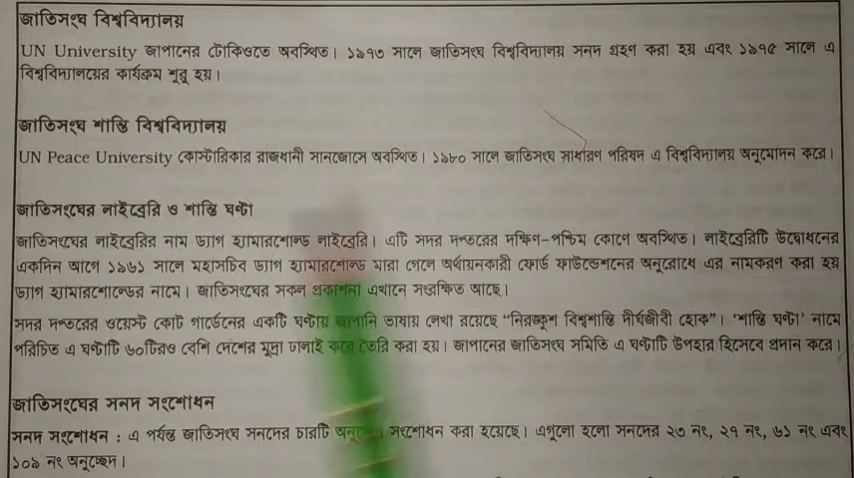 জাতিসংঘ বিশ্ববিদ্যালয়
UN University জাপানের টোকিওতে অবস্থিত। ১৯৭৩ সালে জাতিসংঘ বিশ্ববিদ্যালয় সনদ গ্রহণ করা হয় এবং ১৯৭৫ সালে এ
বিশ্ববিদ্যালয়ের কার্যক্রম শুরু হয়।
জাতিসংঘ শান্তি বিশ্ববিদ্যালয়
UN Peace University কোস্টারিকার রাজধানী সানজোসে অবস্থিত। ১৯৮০ সালে জাতিসংঘ সাধারণ পরিষদ এ বিশ্ববিদ্যালয় অনুমোদন করে।
জাতিসংঘের লাইব্রেরি ও শান্তি ঘণ্টা
জাতিসংঘের লাইব্রেরির নাম ড্যাগ হ্যামারশোল্ড লাইব্রেরি। এটি সদর দপ্তরের দক্ষিণ-পশ্চিম কোণে অবস্থিত। লাইব্রেরিটি উদ্বোধনের
একদিন আগে ১৯৬১ সালে মহাসচিব ড্যাগ হ্যামারশোল্ড মারা গেলে অর্থায়নকারী ফোর্ড ফাউন্ডেশনের অনুরোধে এর নামকরণ করা হয়
ড্যাগ হ্যামারশোল্ডের নামে। জাতিসংঘের সকল প্রকাশনা এখানে সংরক্ষিত আছে।
সদর দপ্তরের ওয়েস্ট কোর্ট গার্ডেনের একটি ঘণ্টায় জাপানি ভাষায় লেখা রয়েছে “নিরঙ্কুশ বিশ্বশান্তি দীর্ঘজীবী হোক”। ‘শান্তি ঘণ্টা’ নামে
পরিচিত এ ঘণ্টাটি ৬০টিরও বেশি দেশের মুদ্রা ঢালাই করে তৈরি করা হয়। জাপানের জাতিসংঘ সমিতি এ ঘণ্টাটি উপহার হিসেবে প্রদান করে।
জাতিসংঘের সনদ সংশোধন
সনদ সংশোধন : এ পর্যন্ত জাতিসংঘ সনদের চারটি সংশোধন করা হয়েছে। এগুলো হলো সনদের ২৩ নং, ২৭ নং, ৬১ নং এবং
১০৯ নং অনুচ্ছেদ।